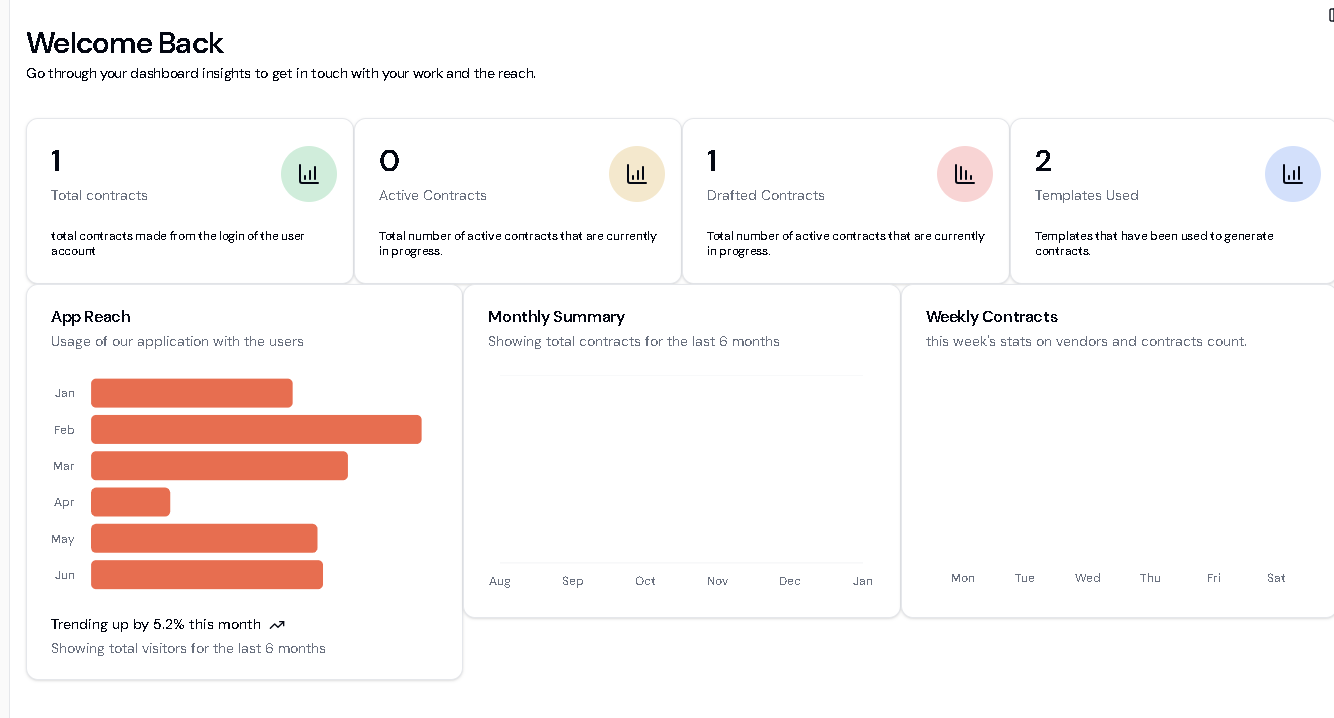 Welcome Back
Go through your dashboard insights to get in touch with your work and the reach.
1
Total contracts
total contracts made from the login of the user
account
0
Active Contracts
Total number of active contracts that are currently
in progress.
1
Drafted Contracts
Total number of active contracts that are currently
in progress.
2
Templates Used
Templates that have been used to generate
contracts.
App Reach
Usage of our application with the users
Jan
Feb
Mar
Apr
May
Jun
Trending up by 5.2% this month
Showing total visitors for the last 6 months
Monthly Summary
Showing total contracts for the last 6 months
Aug Sep Oct Nov Dec Jan
Weekly Contracts
this week's stats on vendors and contracts count.
Mon Tue Wed Thu Fri Sat